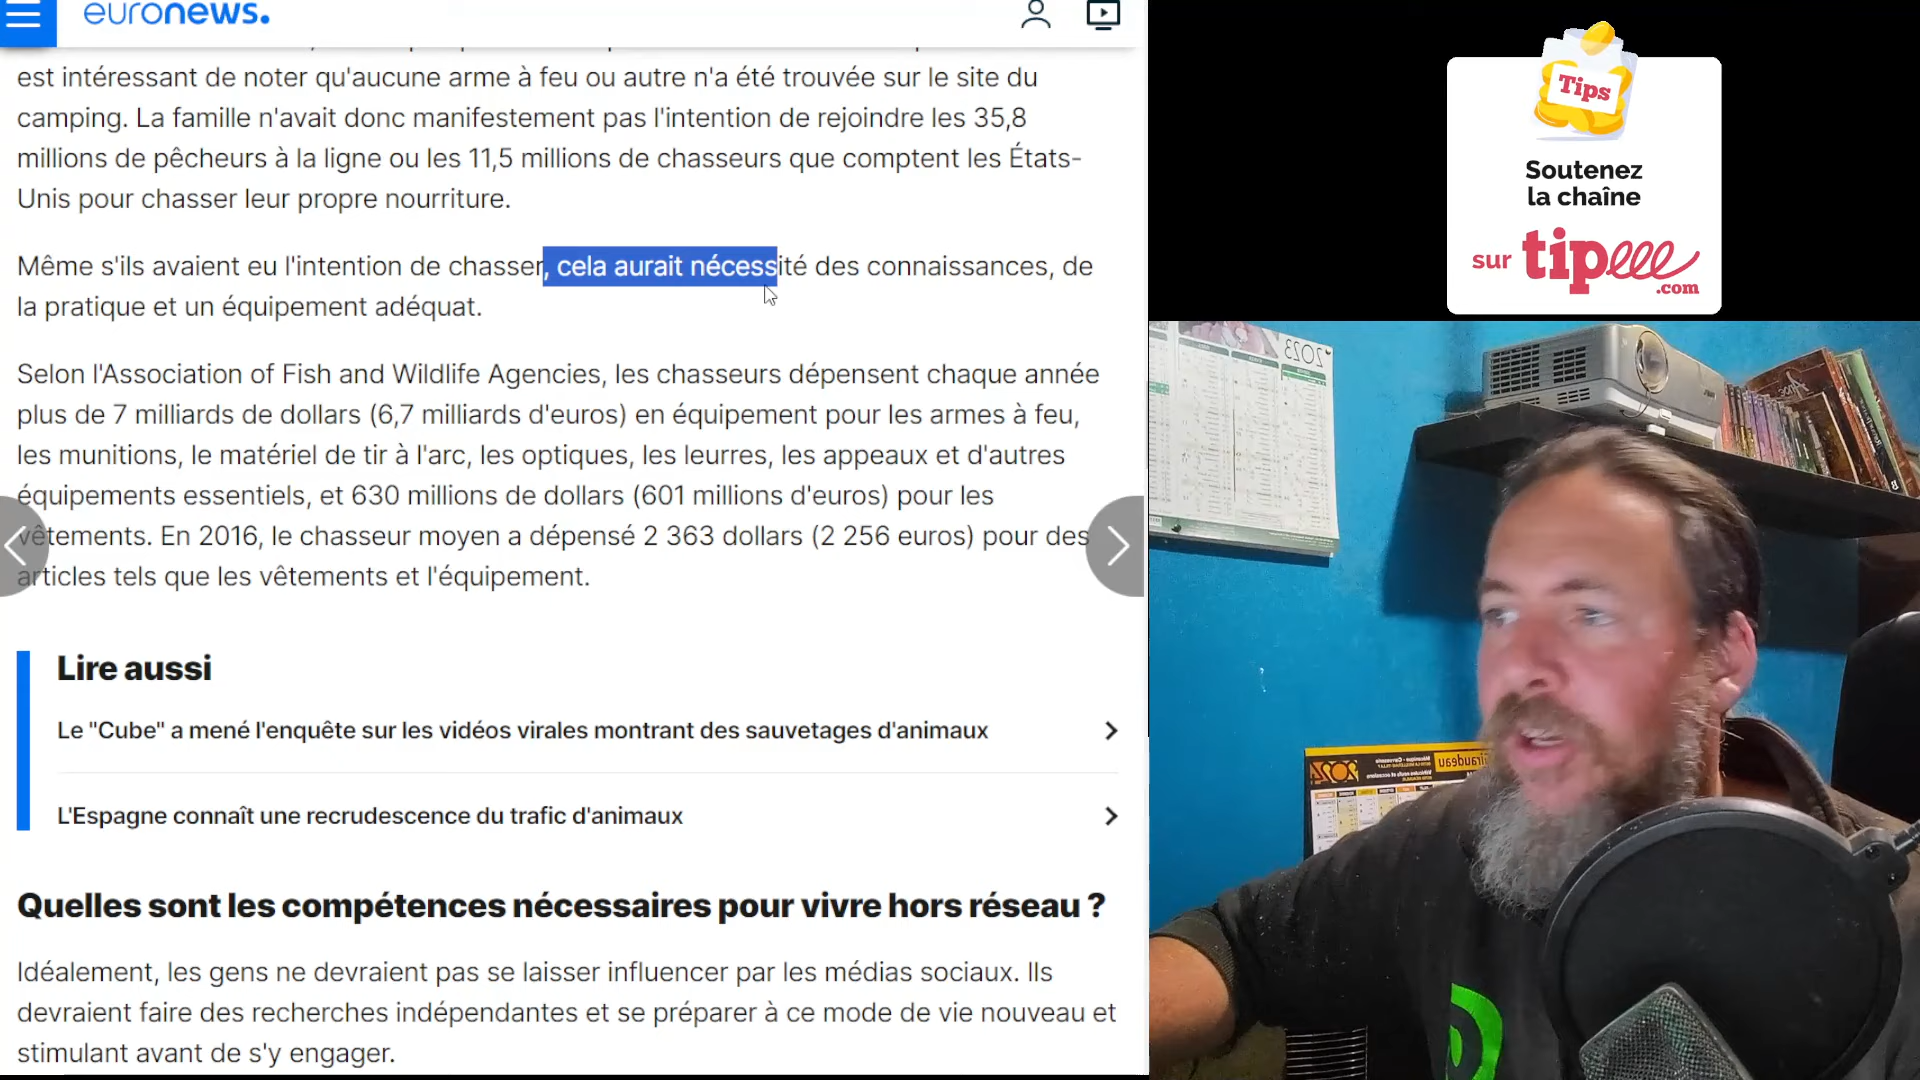 euronews.
est intéressant de noter qu'aucune arme à feu ou autre n'a été trouvée sur le site du
camping. La famille n'avait donc manifestement pas l'intention de rejoindre les 35,8
millions de pêcheurs à la ligne ou les 11,5 millions de chasseurs que comptent les États-
Unis pour chasser leur propre nourriture.
Même s'ils avaient eu l'intention de chasser, cela aurait nécessité des connaissances, de
la pratique et un équipement adéquat.
Selon l'Association of Fish and Wildlife Agencies, les chasseurs dépensent chaque année
plus de 7 milliards de dollars (6,7 milliards d'euros) en équipement pour les armes à feu,
les munitions, le matériel de tir à l'arc, les optiques, les leurres, les appeaux et d'autres
équipements essentiels, et 630 millions de dollars (601 millions d'euros) pour les
vêtements. En 2016, le chasseur moyen a dépensé 2 363 dollars (2 256 euros) pour des
articles tels que les vêtements et l'équipement.
Lire aussi
Le "Cube" a mené l'enquête sur les vidéos virales montrant des sauvetages d'animaux
L'Espagne connaît une recrudescence du trafic d'animaux
Quelles sont les compétences nécessaires pour vivre hors réseau ?
Idéalement, les gens ne devraient pas se laisser influencer par les médias sociaux. Ils
devraient faire des recherches indépendantes et se préparer à ce mode de vie nouveau et
stimulant avant de s'y engager.
Tips
Soutenez
la chaîne
sur tipeee
.com
2023